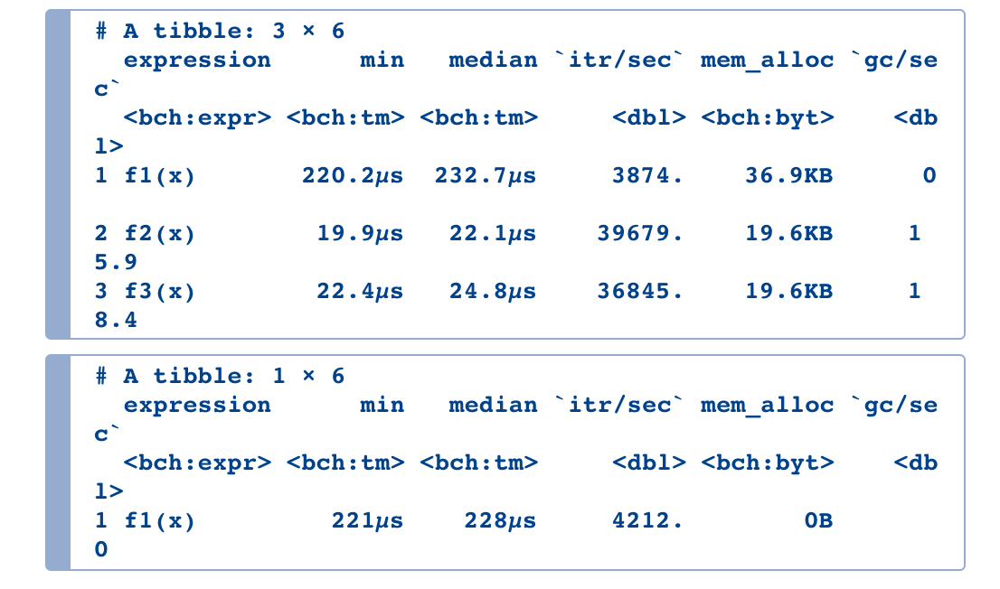 # A tibble: 3 × 6
  expression      min   median `itr/sec` mem_alloc `gc/se
c`
  <bch:expr> <bch:tm> <bch:tm>     <dbl> <bch:byt>    <db
l>
1 f1(x)       220.2µs  232.7µs     3874.    36.9KB      0
2 f2(x)        19.9µs   22.1µs    39679.    19.6KB     1
5.9
3 f3(x)        22.4µs   24.8µs    36845.    19.6KB     1
8.4
# A tibble: 1 × 6
  expression      min   median `itr/sec` mem_alloc `gc/se
c`
  <bch:expr> <bch:tm> <bch:tm>     <dbl> <bch:byt>    <db
l>
1 f1(x)         221µs    228µs     4212.        0B
0